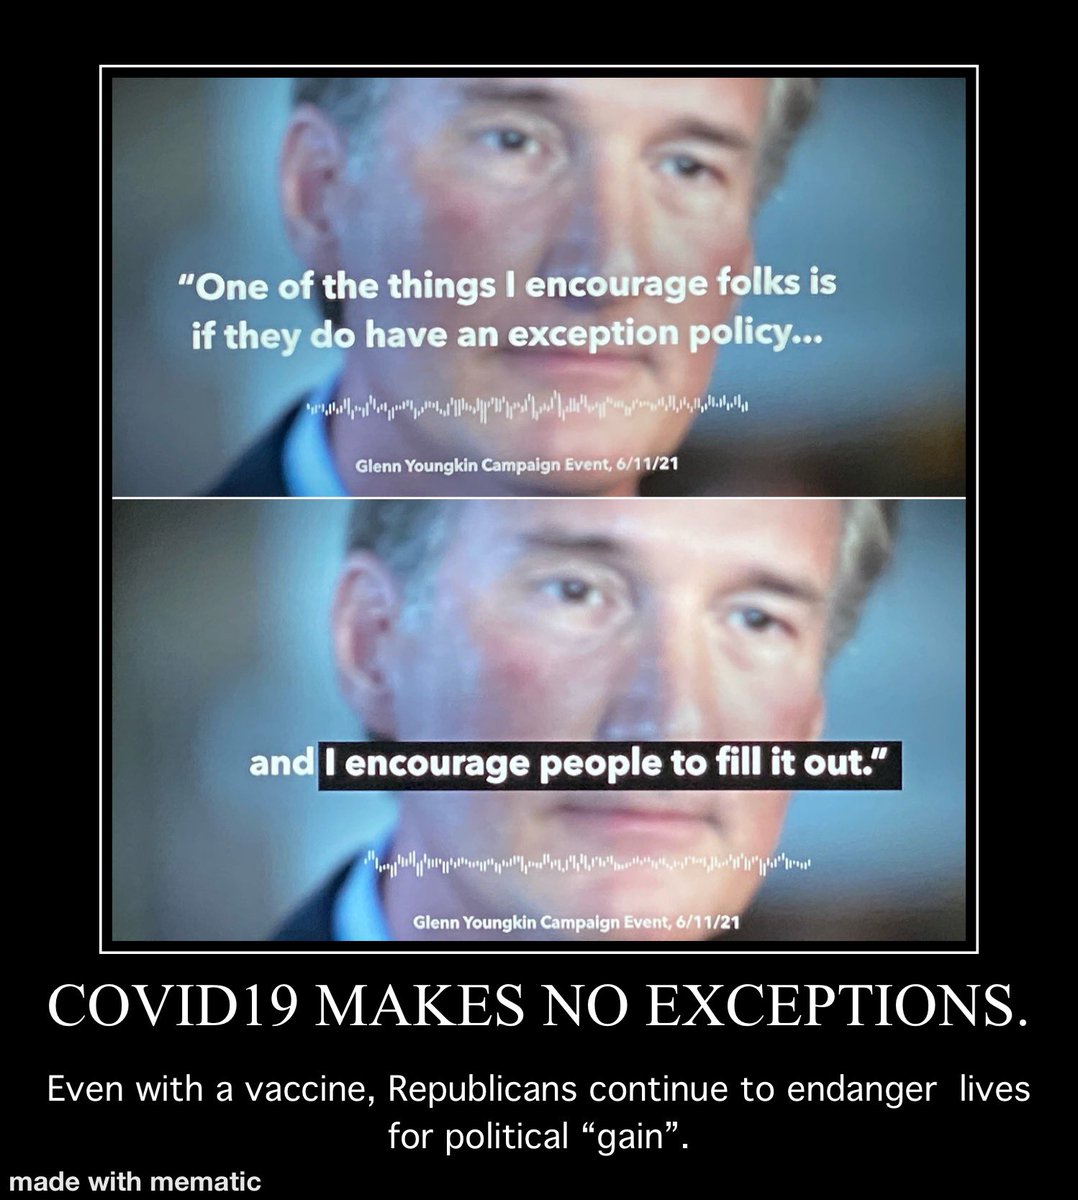 “One of the things I encourage folks is
if they do have an exception policy...
Glenn Youngkin Campaign Event, 6/11/21
and I encourage people to fill it out.”
Glenn Youngkin Campaign Event, 6/11/21
COVID19 MAKES NO EXCEPTIONS.
Even with a vaccine, Republicans continue to endanger  lives
for political “gain”.
made with mematic